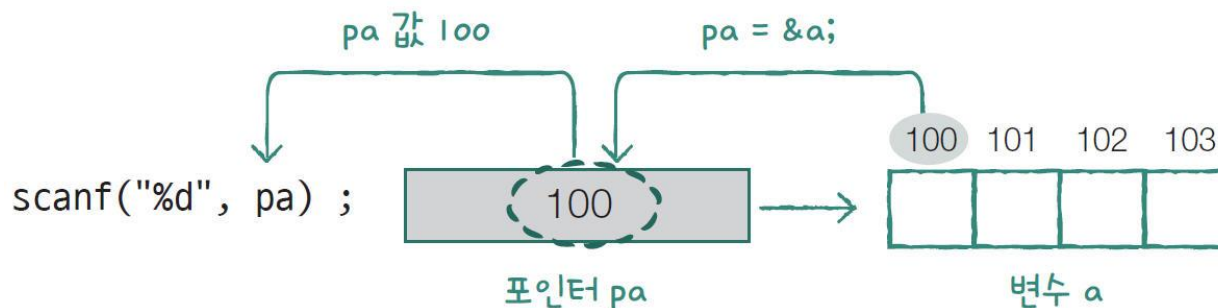 pa 값 100
pa = &a;
100 101 102 103
scanf("%d", pa) ;
100
포인터 pa
변수 a